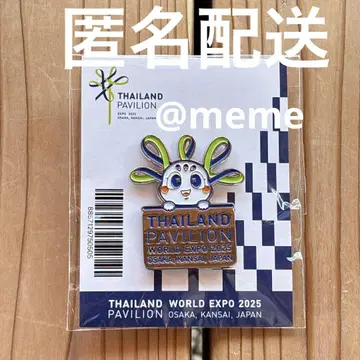 匿名配送
@meme
THAILAND
PAVILION
EXPO 2025
OSAKA, KANSAI, JAPAN
THAILAND
PAVILION
WORLD EXPO 2025
OSAKA, KANSAI, JAPAN
THAILAND WORLD EXPO 2025
PAVILION OSAKA, KANSAI, JAPAN